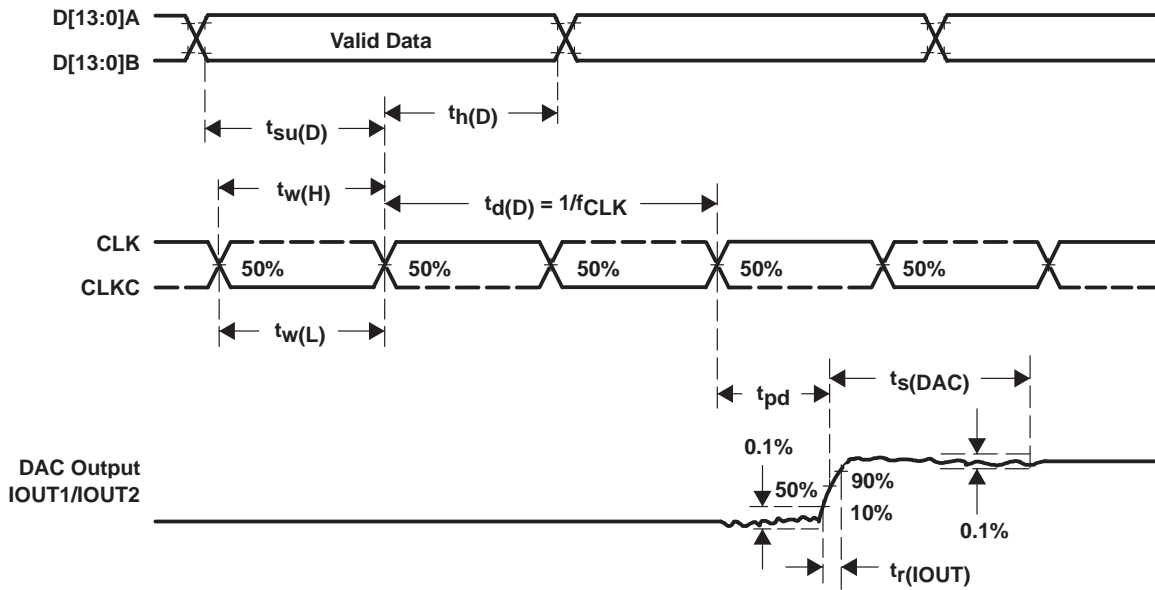 D[13:0]A
Valid Data
D[13:0]B
tsu(D)
th(D)
tw(H)
td(D) = 1/fCLK
CLK
50%
50%
50%
50%
50%
CLKC
tw(L)
ts(DAC)
tpd
0.1%
DAC Output
IOUT1/IOUT2
50%
90%
10%
0.1%
tr(IOUT)